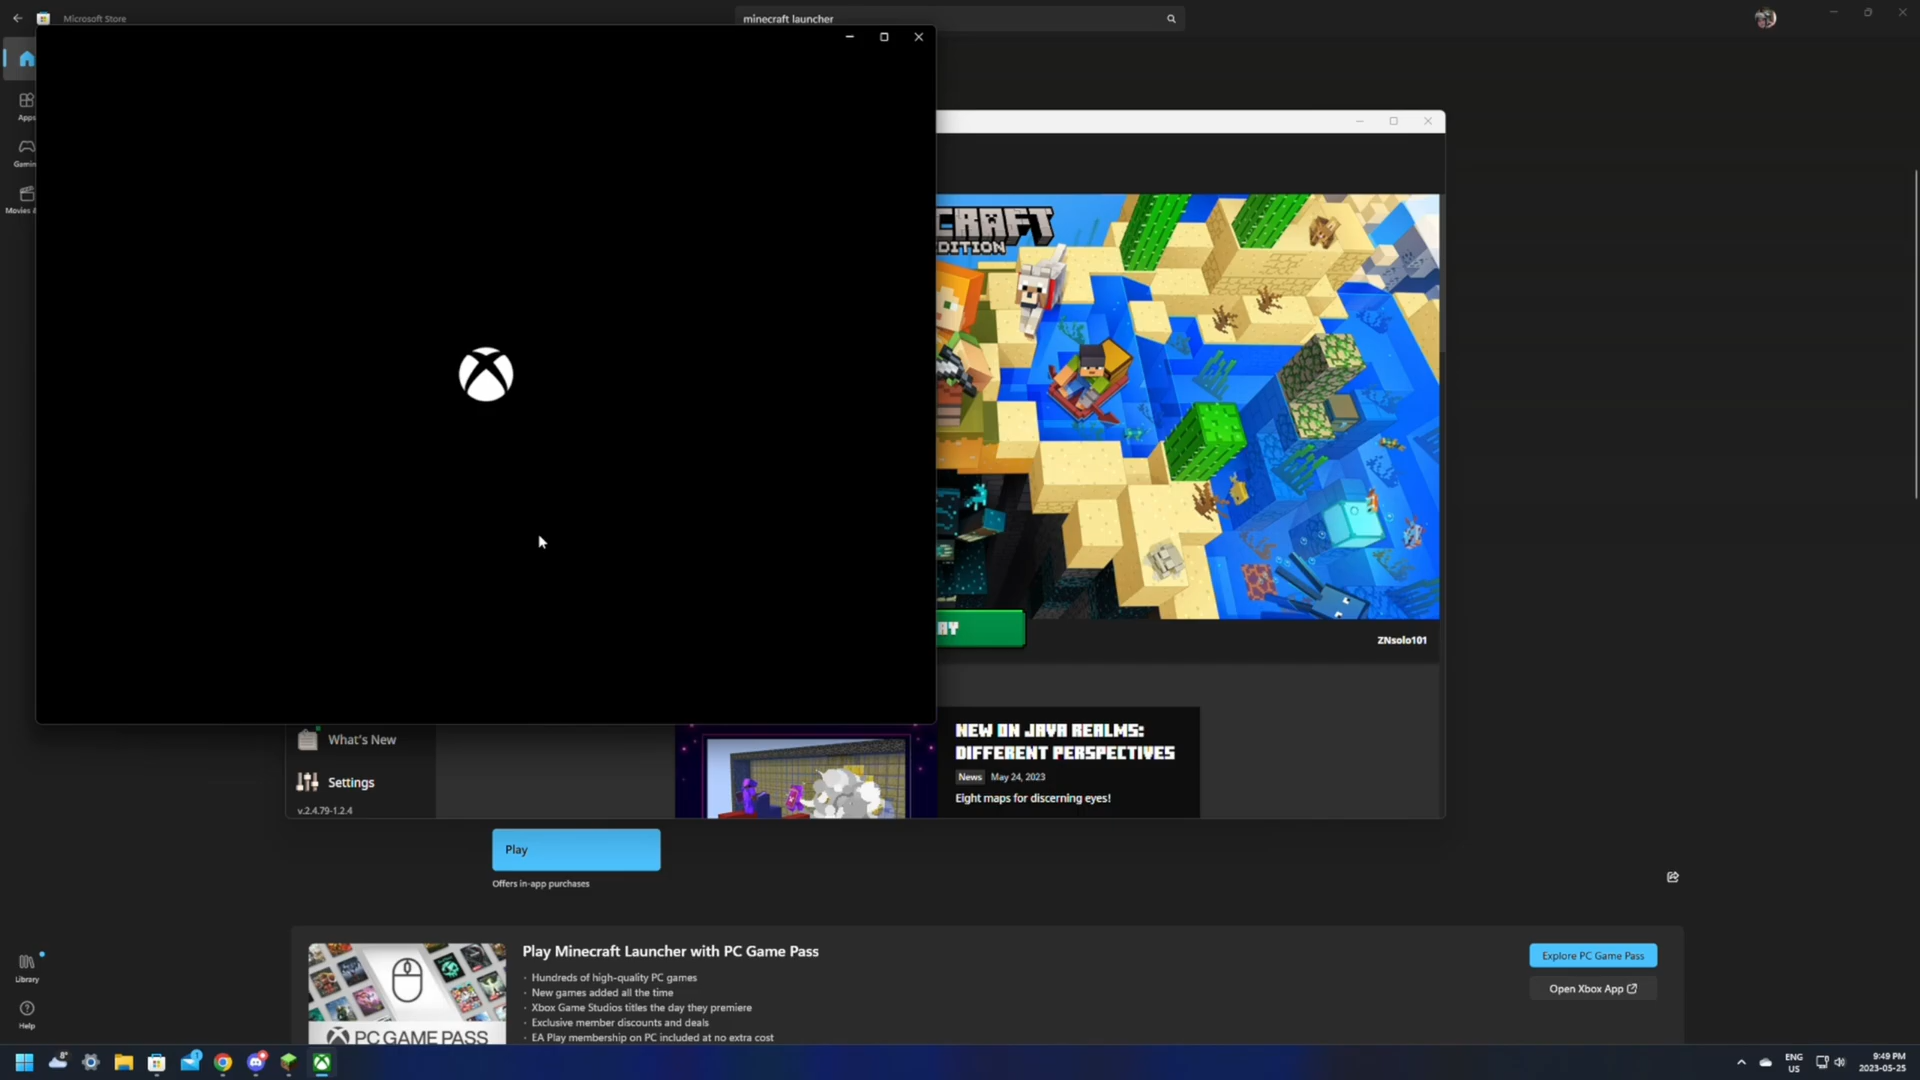 Microsoft Store
minecraft launcher
Apps
Gamin
Movies &
CRAFT
EDITION
ZNsolo101
What's New
Settings
v.2.4.79-1.2.4
NEW ON JAVA REALMS:
DIFFERENT PERSPECTIVES
News May 24, 2023
Eight maps for discerning eyes!
Play
Offers in-app purchases
Play Minecraft Launcher with PC Game Pass
· Hundreds of high-quality PC games
· New games added all the time
· Xbox Game Studios titles the day they premiere
· Exclusive member discounts and deals
· EA Play membership on PC included at no extra cost
PC GAME PASS
Explore PC Game Pass
Open Xbox App
Library
Help
8°
1
ENG
US
9:49 PM
2023-05-25